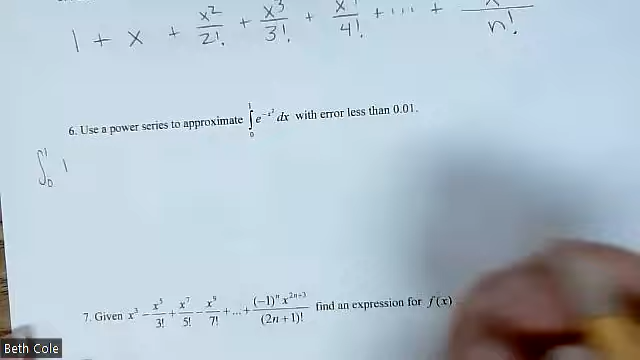 1 + x + x²/2! + x³/3! + x/4! + ... + x/n!
6. Use a power series to approximate ∫₀¹ e^(-x²) dx with error less than 0.01.
∫₀¹ 1
7. Given x³ - x⁵/3! + x⁷/5! - x⁹/7! + ... + (-1)ⁿ x²ⁿ⁺³/(2n+1)! find an expression for f(x)
Beth Cole